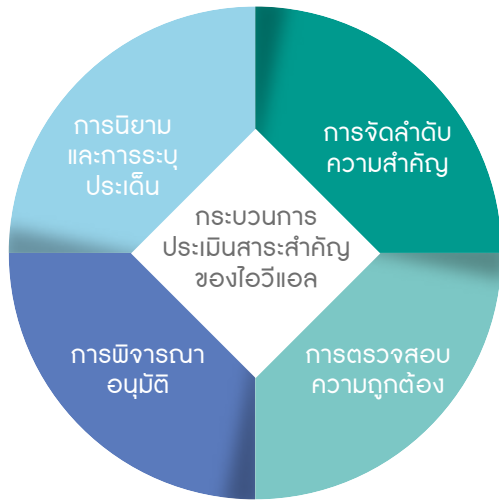 การนิยาม
และการระบุ
ประเด็น
การจัดลำดับ
ความสำคัญ
กระบวนการ
ประเมินสาระสำคัญ
ของไอวีแอล
การพิจารณา
อนุมัติ
การตรวจสอบ
ความถูกต้อง